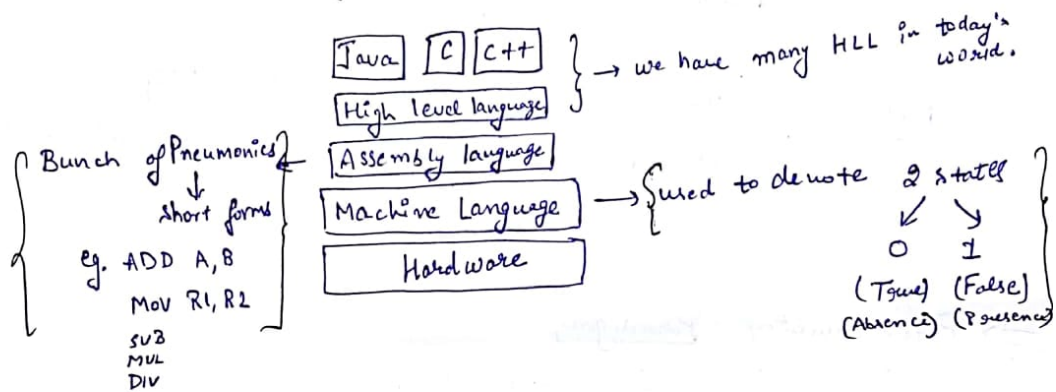 Java C C++
→ we have many HLL in today's world.
High level language
Bunch of Pneumonics
Assembly language
↓
short forms
Machine Language → used to denote 2 states
eg. ADD A, B
Hardware
0 1
MOV R1, R2
(True) (False)
(Absence) (Presence)
SUB
MUL
DIV